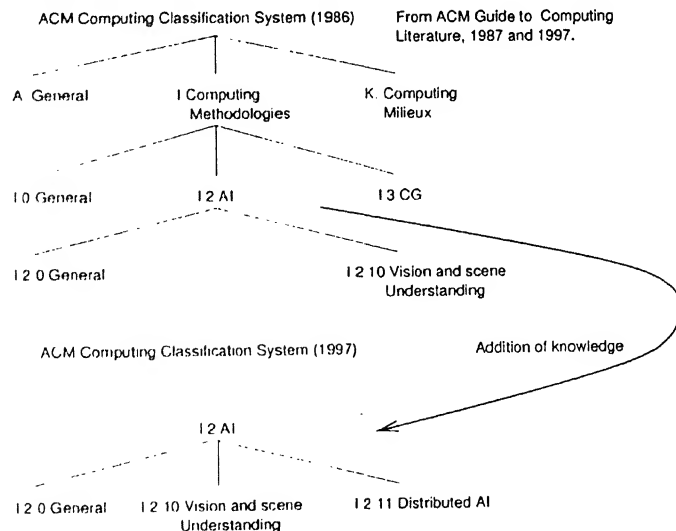 ACM Computing Classification System (1986)
From ACM Guide to Computing
Literature, 1987 and 1997.
A General
I Computing
Methodologies
K. Computing
Milieux
I 0 General
I 2 AI
I 3 CG
I 2 0 General
I 2 10 Vision and scene
Understanding
ACM Computing Classification System (1997)
Addition of knowledge
I 2 AI
I 2 0 General
I 2 10 Vision and scene
Understanding
I 2 11 Distributed AI